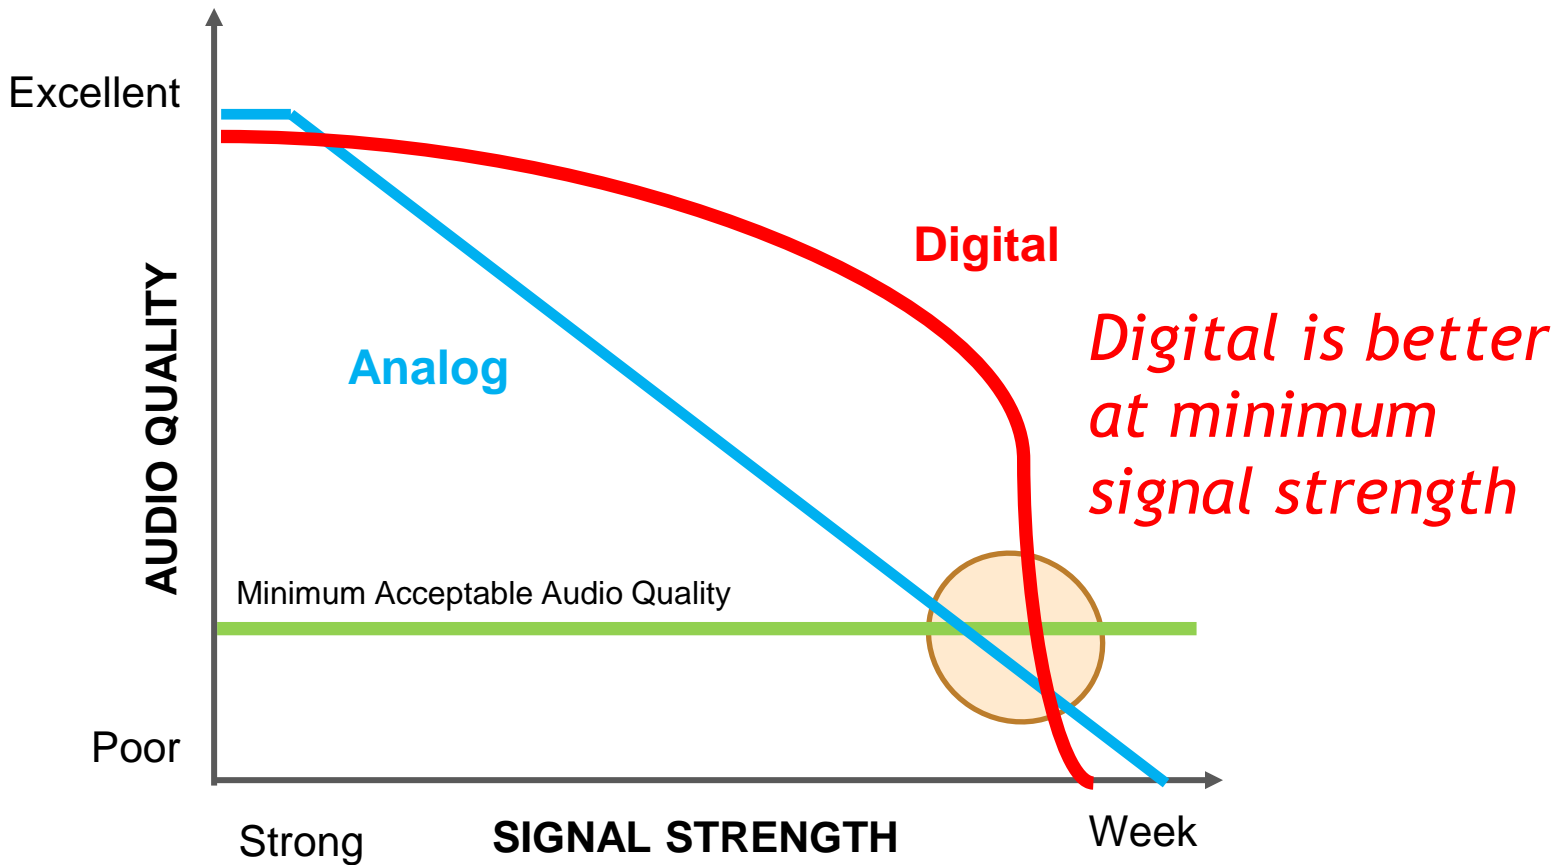 Excellent
Digital
Digital is better
at minimum
signal strength
Analog
AUDIO QUALITY
Minimum Acceptable Audio Quality
Poor
Strong
SIGNAL STRENGTH
Week